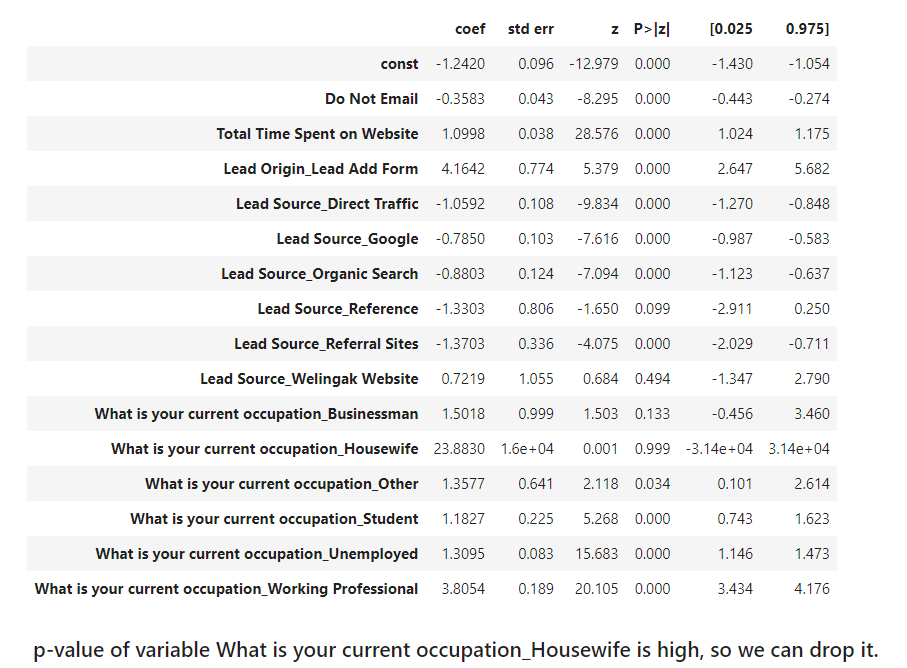 coef std err z P>|z| [0.025 0.975]
const -1.2420 0.096 -12.979 0.000 -1.430 -1.054
Do Not Email -0.3583 0.043 -8.295 0.000 -0.443 -0.274
Total Time Spent on Website 1.0998 0.038 28.576 0.000 1.024 1.175
Lead Origin_Lead Add Form 4.1642 0.774 5.379 0.000 2.647 5.682
Lead Source_Direct Traffic -1.0592 0.108 -9.834 0.000 -1.270 -0.848
Lead Source_Google -0.7850 0.103 -7.616 0.000 -0.987 -0.583
Lead Source_Organic Search -0.8803 0.124 -7.094 0.000 -1.123 -0.637
Lead Source_Reference -1.3303 0.806 -1.650 0.099 -2.911 0.250
Lead Source_Referral Sites -1.3703 0.336 -4.075 0.000 -2.029 -0.711
Lead Source_Welingak Website 0.7219 1.055 0.684 0.494 -1.347 2.790
What is your current occupation_Businessman 1.5018 0.999 1.503 0.133 -0.456 3.460
What is your current occupation_Housewife 23.8830 1.6e+04 0.001 0.999 -3.14e+04 3.14e+04
What is your current occupation_Other 1.3577 0.641 2.118 0.034 0.101 2.614
What is your current occupation_Student 1.1827 0.225 5.268 0.000 0.743 1.623
What is your current occupation_Unemployed 1.3095 0.083 15.683 0.000 1.146 1.473
What is your current occupation_Working Professional 3.8054 0.189 20.105 0.000 3.434 4.176
p-value of variable What is your current occupation_Housewife is high, so we can drop it.